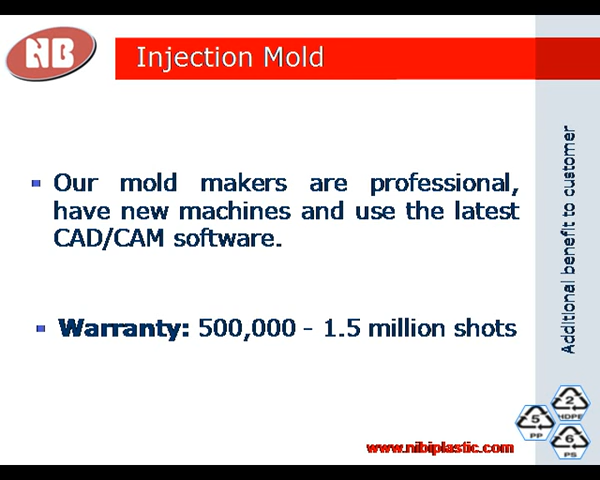 NB
Injection Mold
Our mold makers are professional,
have new machines and use the latest
CAD/CAM software.
Warranty: 500,000 - 1.5 million shots
Additional benefit to customer
2
HDPE
5
PP
6
PS
www.nibiplastic.com